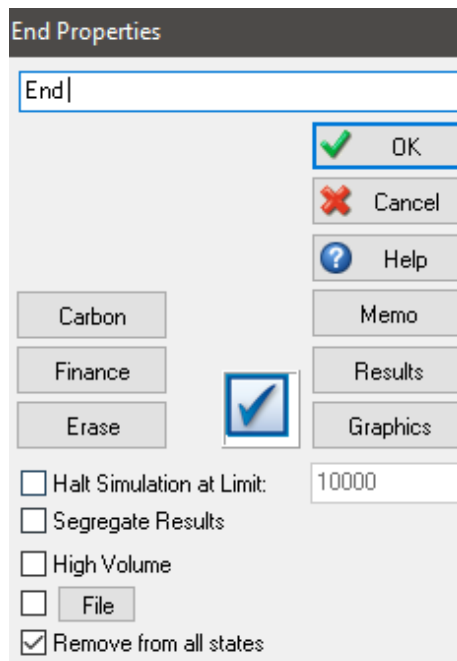 End Properties
End
OK
Cancel
Help
Carbon
Memo
Finance
Results
Erase
Graphics
Halt Simulation at Limit: 10000
Segregate Results
High Volume
File
Remove from all states